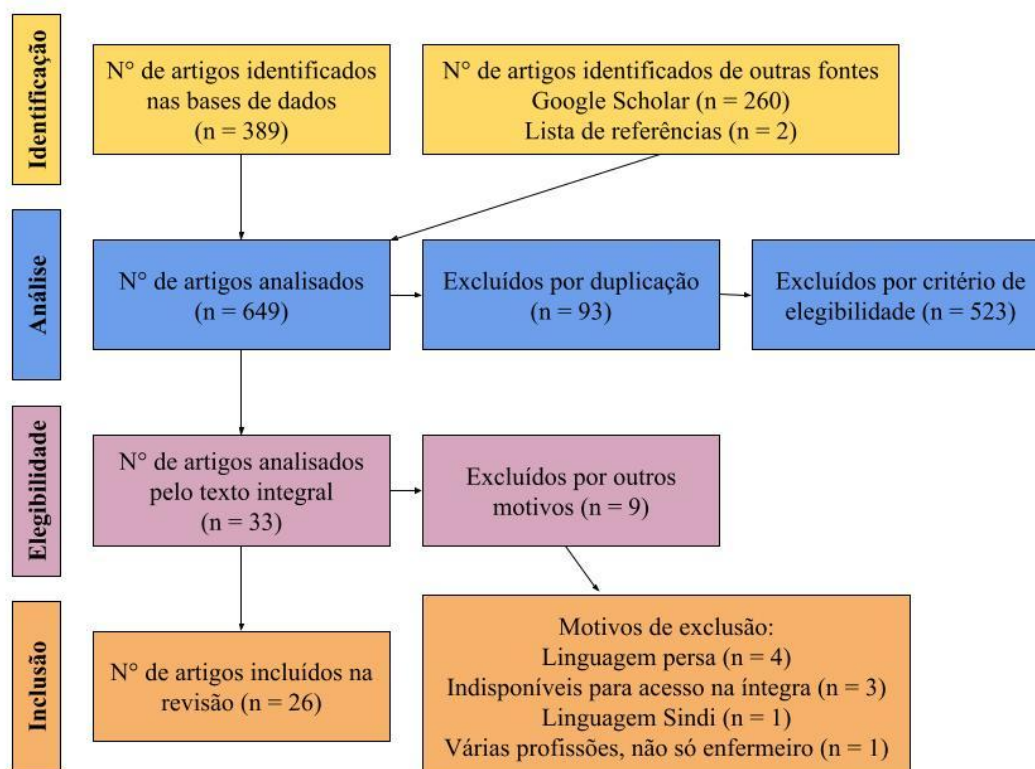 Identificação
N° de artigos identificados
nas bases de dados
(n = 389)
N° de artigos identificados de outras fontes
Google Scholar (n = 260)
Lista de referências (n = 2)
Análise
N° de artigos analisados
(n = 649)
Excluídos por duplicação
(n = 93)
Excluídos por critério de
elegibilidade (n = 523)
Elegibilidade
N° de artigos analisados
pelo texto integral
(n = 33)
Excluídos por outros
motivos (n = 9)
Inclusão
N° de artigos incluídos na
revisão (n = 26)
Motivos de exclusão:
Linguagem persa (n = 4)
Indisponíveis para acesso na íntegra (n = 3)
Linguagem Sindi (n = 1)
Várias profissões, não só enfermeiro (n = 1)